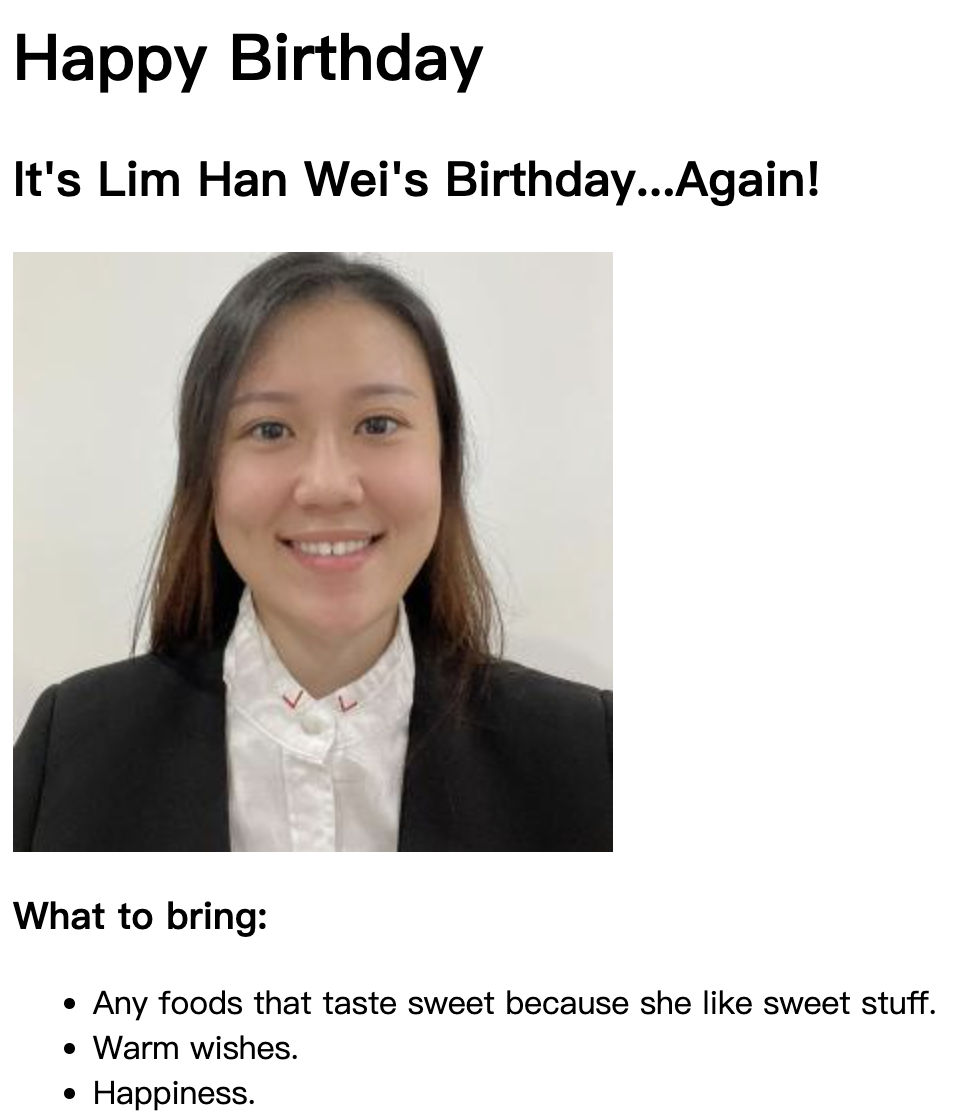 Happy Birthday
It's Lim Han Wei's Birthday...Again!
What to bring:
Any foods that taste sweet because she like sweet stuff.
Warm wishes.
Happiness.